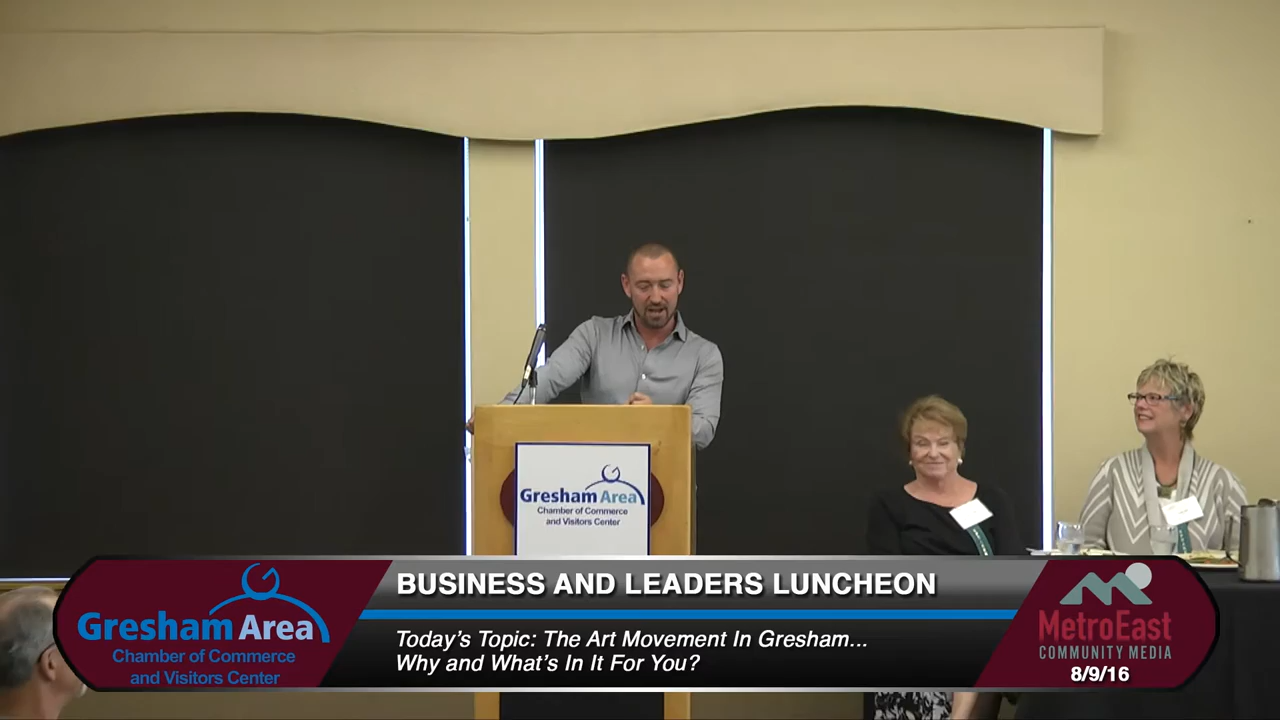 Gresham Area
Chamber of Commerce
and Visitors Center
Gresham Area
Chamber of Commerce
and Visitors Center
BUSINESS AND LEADERS LUNCHEON
Today's Topic: The Art Movement In Gresham...
Why and What's In It For You?
MetroEast
COMMUNITY MEDIA
8/9/16